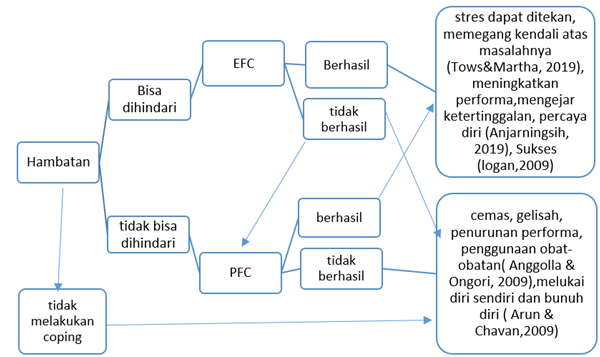 stres dapat ditekan,
memegang kendali atas
masalahnya
(Tows&Martha, 2019),
meningkatkan
performa,mengejar
ketertinggalan, percaya
diri (Anjarningsih,
2019), Sukses
(logan,2009)
EFC
Berhasil
Bisa
dihindari
tidak
berhasil
Hambatan
tidak bisa
dihindari
berhasil
PFC
tidak
berhasil
cemas, gelisah,
penurunan performa,
penggunaan obat-
obatan( Anggolla &
Ongori, 2009),melukai
diri sendiri dan bunuh
diri ( Arun &
Chavan,2009)
tidak
melakukan
coping